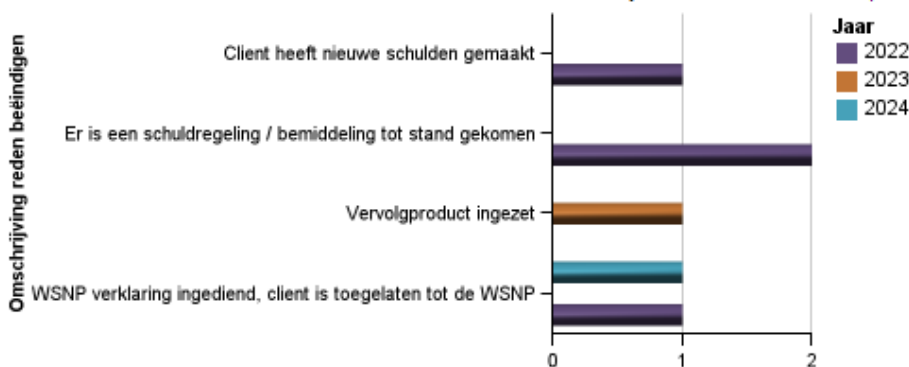 Omschrijving reden beëindigen
Client heeft nieuwe schulden gemaakt
Er is een schuldregeling / bemiddeling tot stand gekomen
Vervolgproduct ingezet
WSNP verklaring ingediend, client is toegelaten tot de WSNP
0
1
2
Jaar
2022
2023
2024